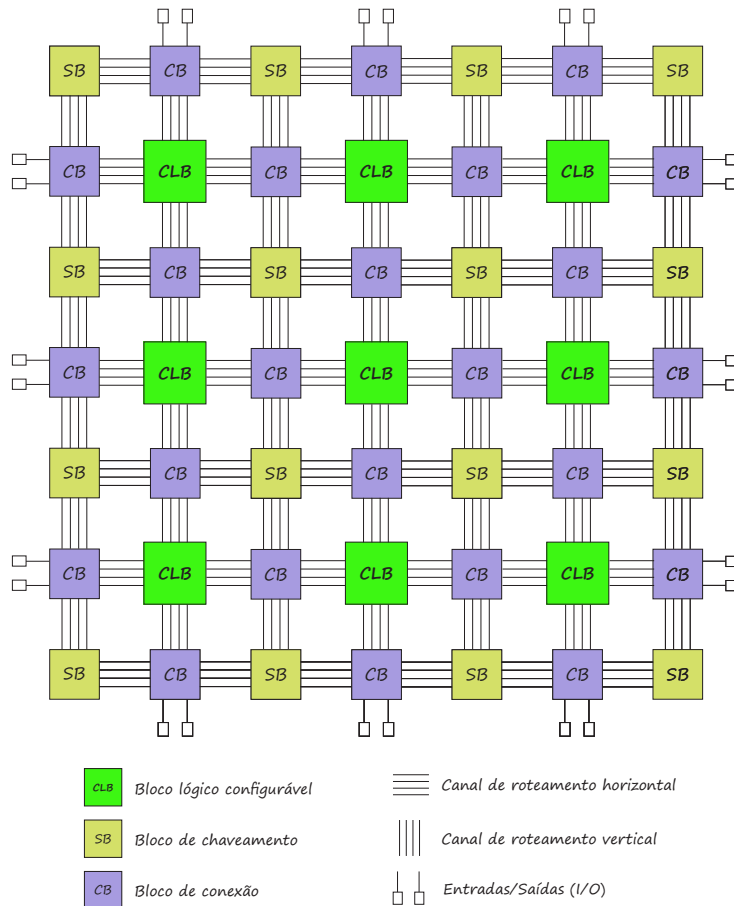 SB CB SB CB SB CB SB
CB CLB CB CLB CB CLB CB
SB CB SB CB SB CB SB
CB CLB CB CLB CB CLB CB
SB CB SB CB SB CB SB
CB CLB CB CLB CB CLB CB
SB CB SB CB SB CB SB
CLB Bloco lógico configurável
Canal de roteamento horizontal
SB Bloco de chaveamento
Canal de roteamento vertical
CB Bloco de conexão
Entradas/Saídas (I/O)